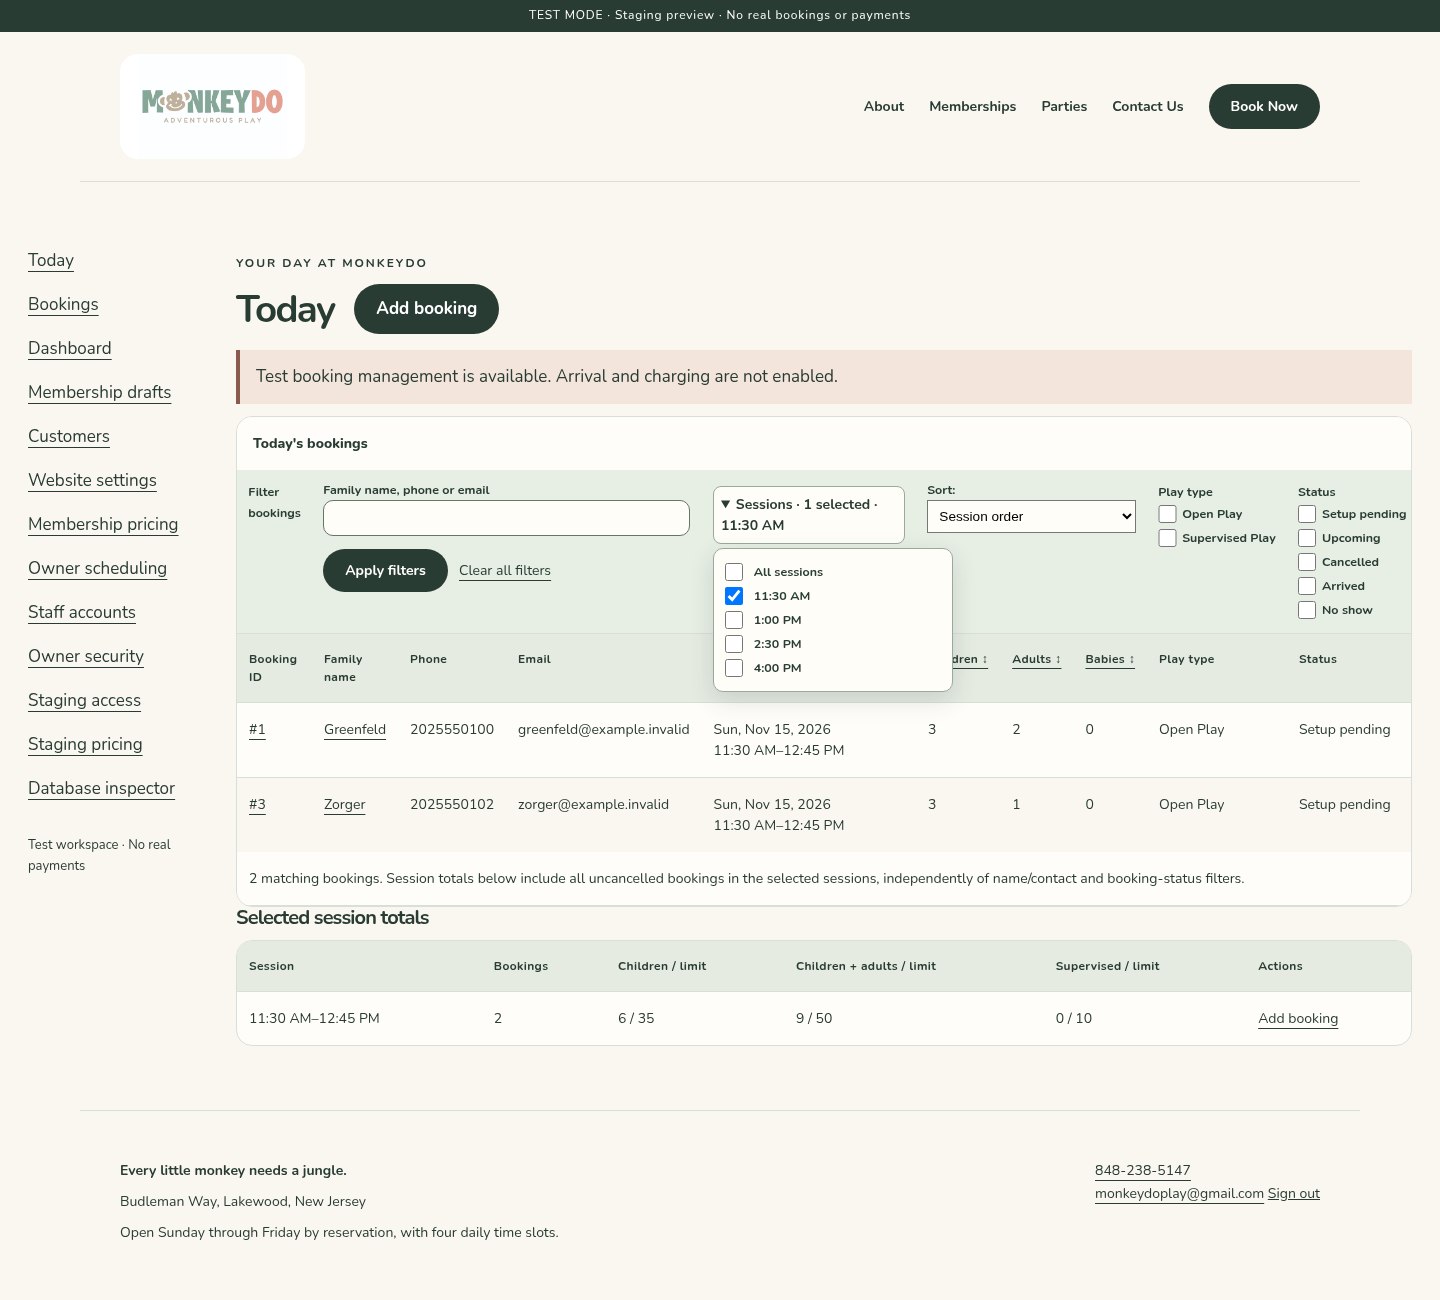 TEST MODE · Staging preview · No real bookings or payments
MONKEYDO
ADVENTUROUS PLAY
About Memberships Parties Contact Us Book Now
Today
Bookings
Dashboard
Membership drafts
Customers
Website settings
Membership pricing
Owner scheduling
Staff accounts
Owner security
Staging access
Staging pricing
Database inspector
Test workspace · No real
payments
YOUR DAY AT MONKEYDO
Today Add booking
Test booking management is available. Arrival and charging are not enabled.
Today's bookings
Filter
bookings
Family name, phone or email
Apply filters Clear all filters
▼ Sessions · 1 selected ·
11:30 AM
All sessions
11:30 AM
1:00 PM
2:30 PM
4:00 PM
Sort:
Session order
Play type
Open Play
Supervised Play
Status
Setup pending
Upcoming
Cancelled
Arrived
No show
Booking
ID
Family
name
Phone Email dren ↕ Adults ↕ Babies ↕ Play type Status
#1 Greenfeld 2025550100 greenfeld@example.invalid Sun, Nov 15, 2026 3 2 0 Open Play Setup pending
11:30 AM–12:45 PM
#3 Zorger 2025550102 zorger@example.invalid Sun, Nov 15, 2026 3 1 0 Open Play Setup pending
11:30 AM–12:45 PM
2 matching bookings. Session totals below include all uncancelled bookings in the selected sessions, independently of name/contact and booking-status filters.
Selected session totals
Session Bookings Children / limit Children + adults / limit Supervised / limit Actions
11:30 AM–12:45 PM 2 6 / 35 9 / 50 0 / 10 Add booking
Every little monkey needs a jungle.
Budleman Way, Lakewood, New Jersey
Open Sunday through Friday by reservation, with four daily time slots.
848-238-5147
monkeydoplay@gmail.com Sign out